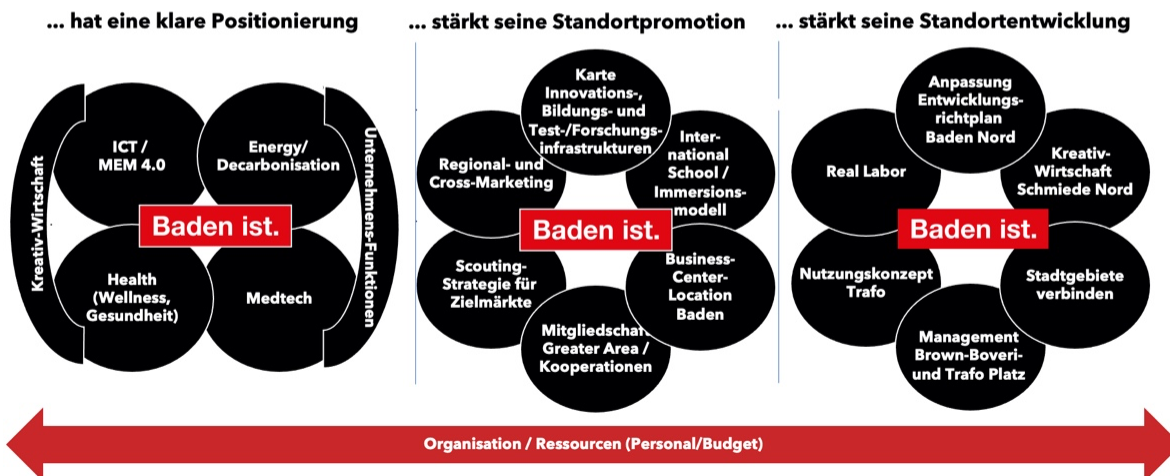 ... hat eine klare Positionierung
Kreativ-Wirtschaft
ICT /
MEM 4.0
Energy/
Decarbonisation
Unternehmens-Funktionen
Baden ist.
Health
(Wellness,
Gesundheit)
Medtech
... stärkt seine Standortpromotion
Karte
Innovations-,
Bildungs- und
Test-/Forschungs-
infrastrukturen
Regional- und
Cross-Marketing
Inter-
national
School /
Immersions-
modell
Baden ist.
Scouting-
Strategie für
Zielmärkte
Business-
Center-
Location
Baden
Mitgliedschaft
Greater Area /
Kooperationen
... stärkt seine Standortentwicklung
Anpassung
Entwicklungs-
richtplan
Baden Nord
Real Labor
Kreativ-
Wirtschaft
Schmiede Nord
Baden ist.
Nutzungskonzept
Trafo
Stadtgebiete
verbinden
Management
Brown-Boveri-
und Trafo Platz
Organisation / Ressourcen (Personal/Budget)